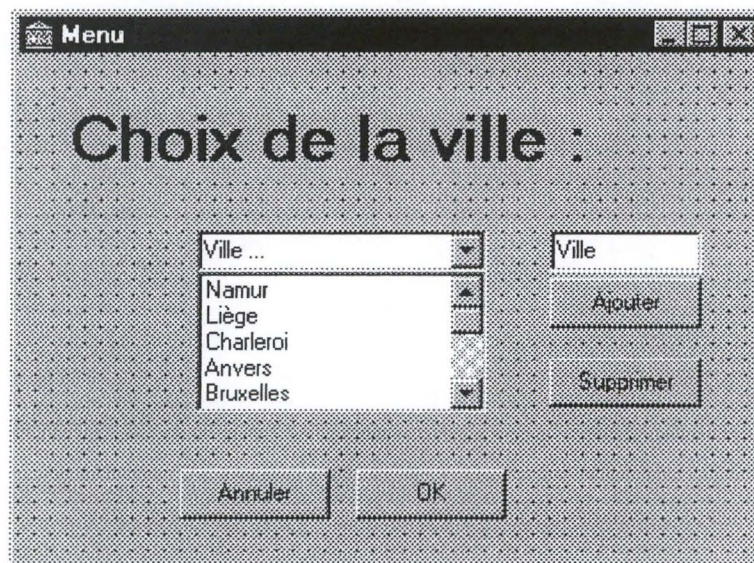 Menu
Choix de la ville :
Ville ...
Ville
Namur
Liège
Charleroi
Anvers
Bruxelles
Ajouter
Supprimer
Annuler
OK